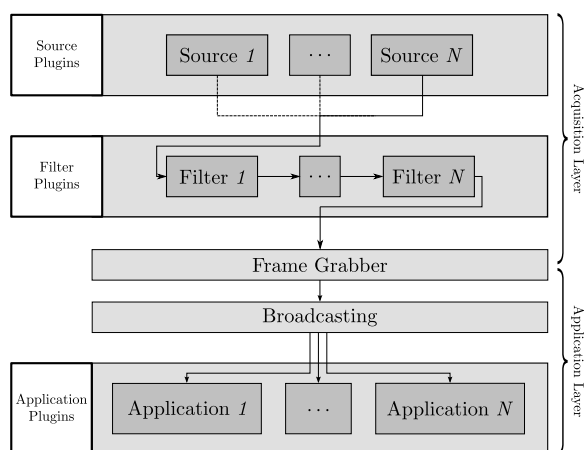 Source
Plugins
Source 1
...
Source N
Acquisition Layer
Filter
Plugins
Filter 1
...
Filter N
Frame Grabber
Broadcasting
Application Layer
Application
Plugins
Application 1
...
Application N